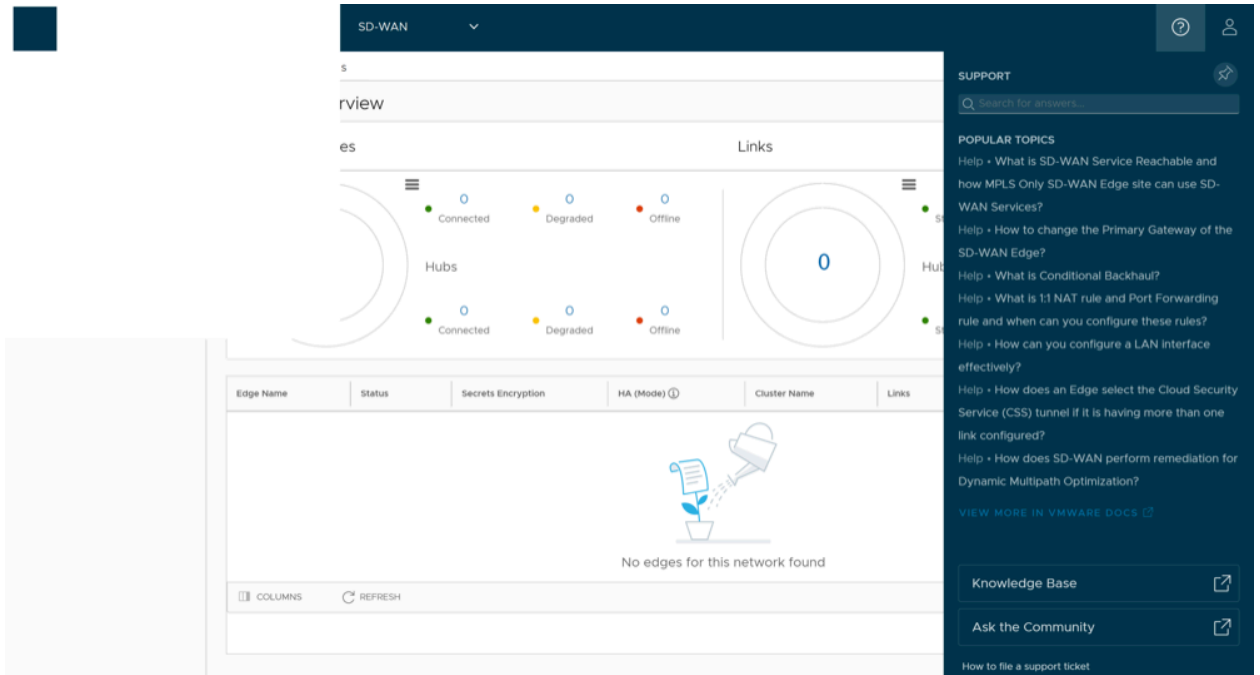 SD-WAN
s
rview
es
Links
0
0
0
Connected
Degraded
Offline
Hubs
0
0
0
Connected
Degraded
Offline
0
St
Hub
St
Edge Name
Status
Secrets Encryption
HA (Mode)
Cluster Name
Links
No edges for this network found
COLUMNS
REFRESH
SUPPORT
Search for answers...
POPULAR TOPICS
Help • What is SD-WAN Service Reachable and
how MPLS Only SD-WAN Edge site can use SD-
WAN Services?
Help • How to change the Primary Gateway of the
SD-WAN Edge?
Help • What is Conditional Backhaul?
Help • What is 1:1 NAT rule and Port Forwarding
rule and when can you configure these rules?
Help • How can you configure a LAN interface
effectively?
Help • How does an Edge select the Cloud Security
Service (CSS) tunnel if it is having more than one
link configured?
Help • How does SD-WAN perform remediation for
Dynamic Multipath Optimization?
VIEW MORE IN VMWARE DOCS
Knowledge Base
Ask the Community
How to file a support ticket